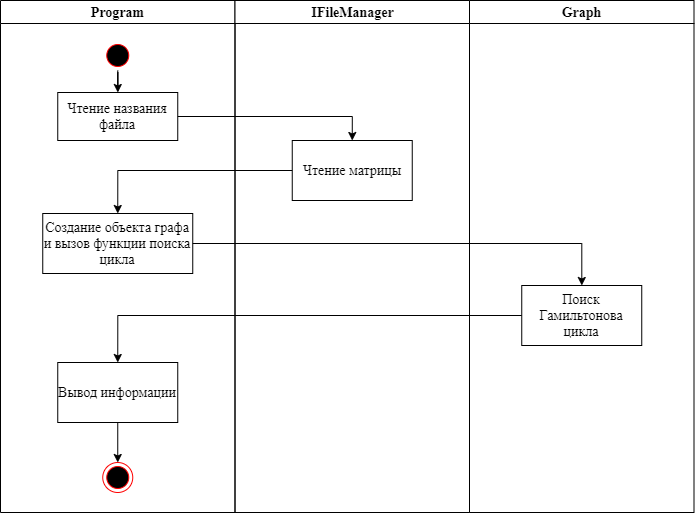 Program
IFileManager
Graph
Чтение названия
файла
Чтение матрицы
Создание объекта графа
и вызов функции поиска
цикла
Поиск
Гамильтонова
цикла
Вывод информации